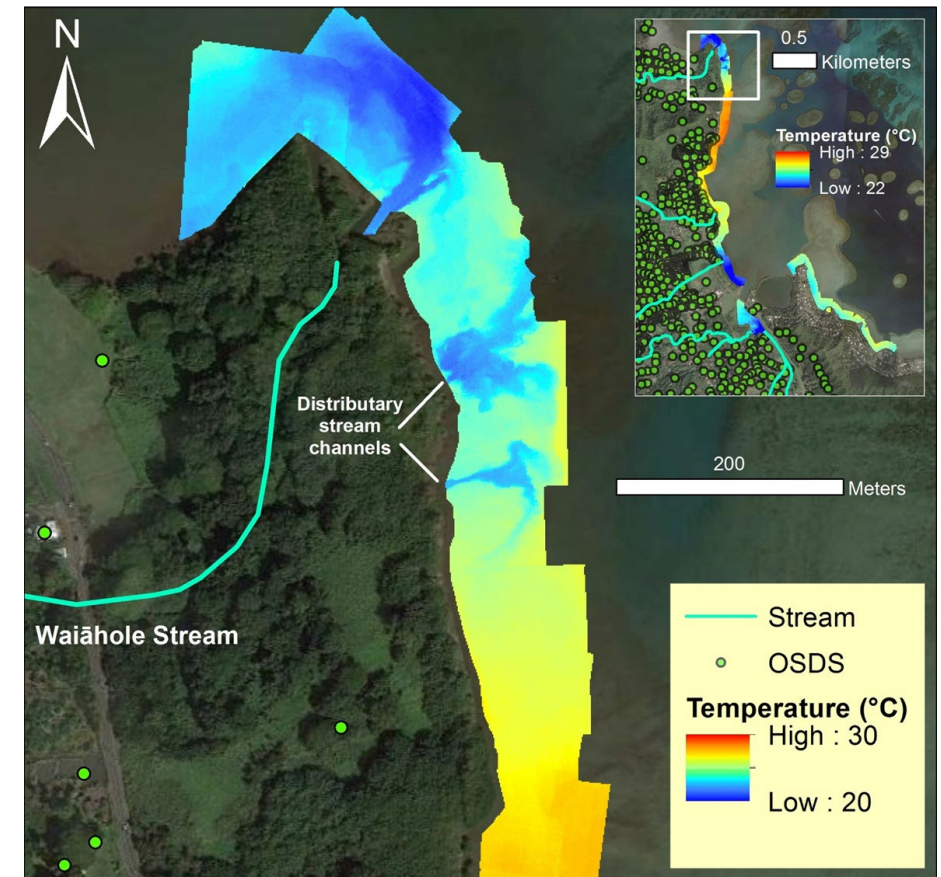 N
0.5
Kilometers
Temperature (°C)
High : 29
Low : 22
Distributary
stream
channels
200
Meters
Waiāhole Stream
Stream
OSDS
Temperature (°C)
High : 30
Low : 20